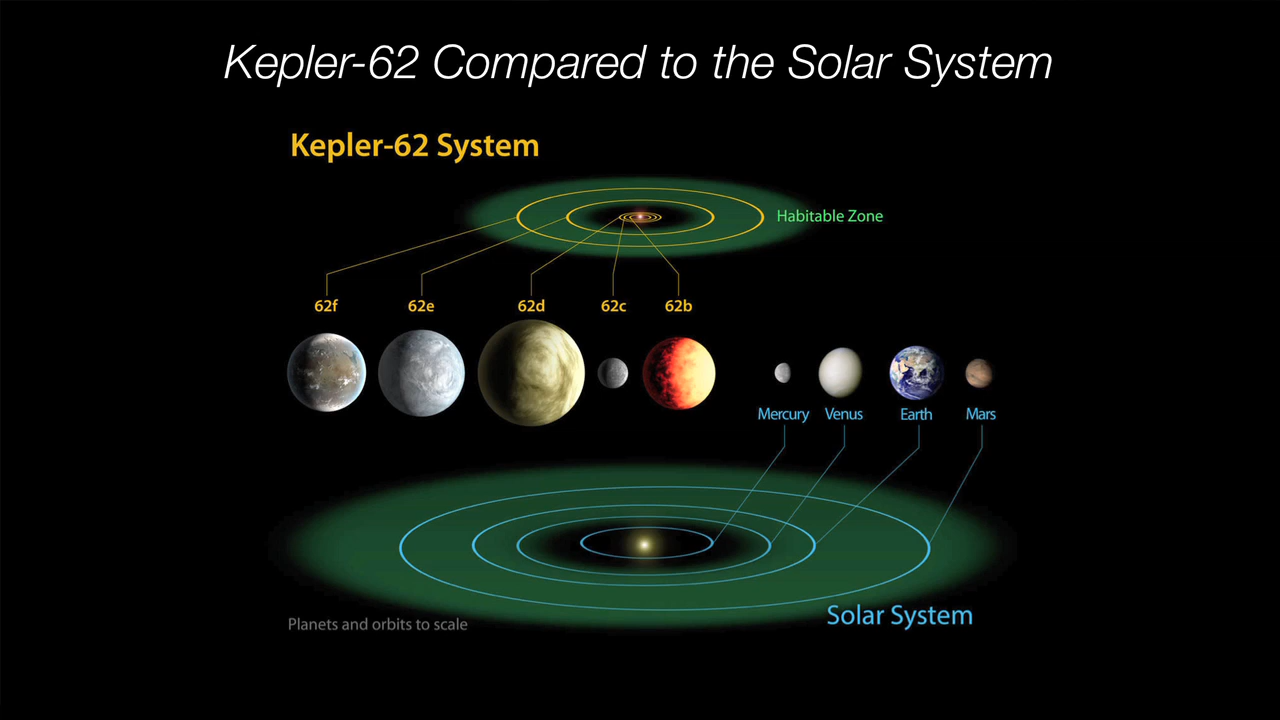 Kepler-62 Compared to the Solar System
Kepler-62 System
Habitable Zone
62f 62e 62d 62c 62b
Mercury Venus Earth Mars
Solar System
Planets and orbits to scale